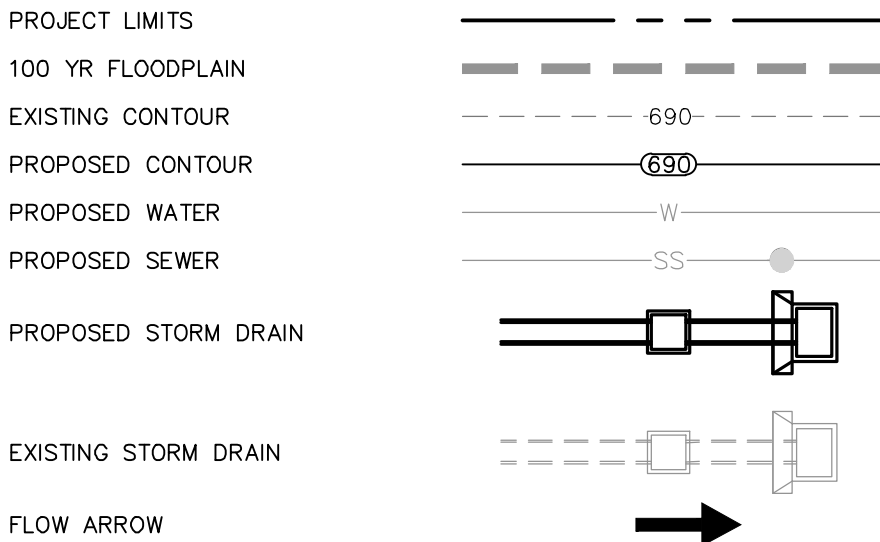 PROJECT LIMITS
100 YR FLOODPLAIN
EXISTING CONTOUR 690
PROPOSED CONTOUR 690
PROPOSED WATER W
PROPOSED SEWER SS
PROPOSED STORM DRAIN
EXISTING STORM DRAIN
FLOW ARROW